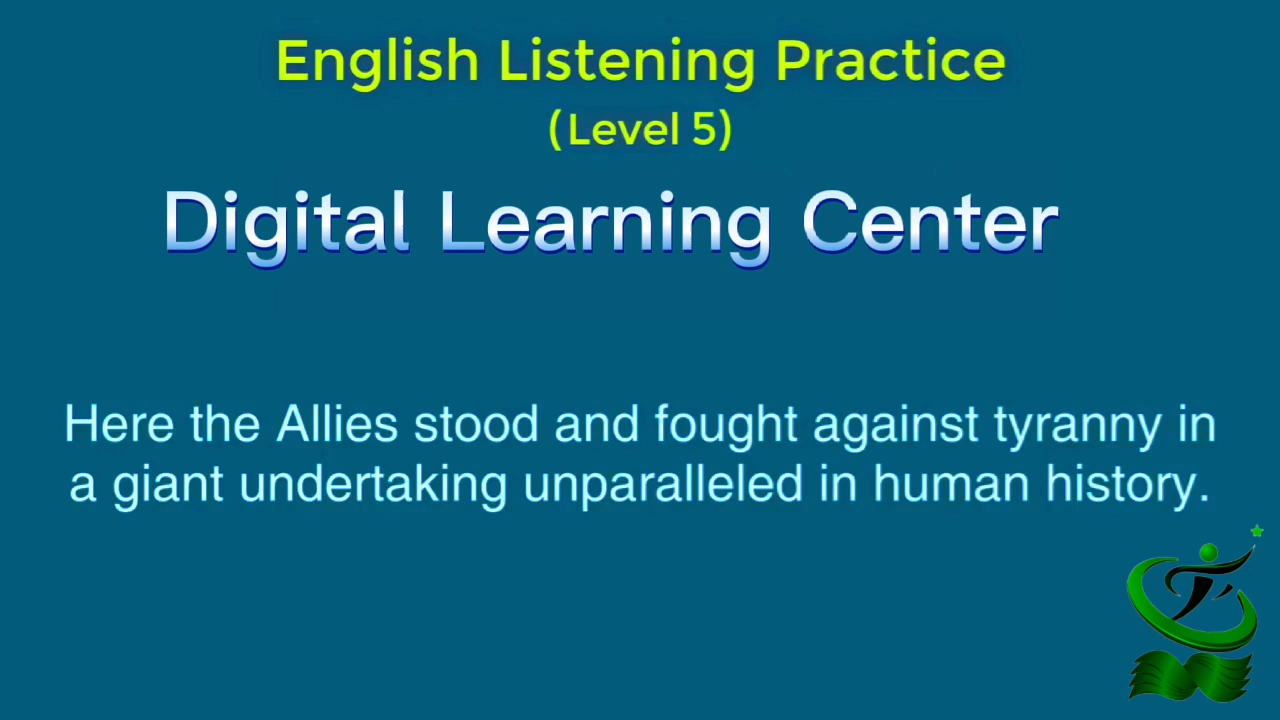 English Listening Practice
(Level 5)
Digital Learning Center
Here the Allies stood and fought against tyranny in
a giant undertaking unparalleled in human history.